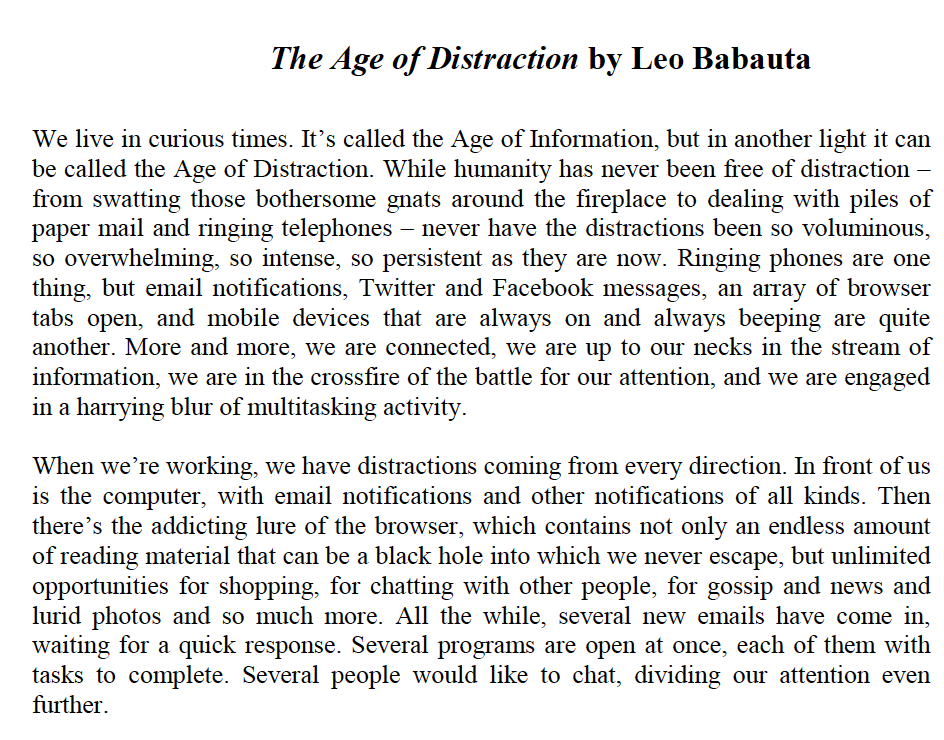 The Age of Distraction by Leo Babauta
We live in curious times. It’s called the Age of Information, but in another light it can
be called the Age of Distraction. While humanity has never been free of distraction –
from swatting those bothersome gnats around the fireplace to dealing with piles of
paper mail and ringing telephones – never have the distractions been so voluminous,
so overwhelming, so intense, so persistent as they are now. Ringing phones are one
thing, but email notifications, Twitter and Facebook messages, an array of browser
tabs open, and mobile devices that are always on and always beeping are quite
another. More and more, we are connected, we are up to our necks in the stream of
information, we are in the crossfire of the battle for our attention, and we are engaged
in a harrying blur of multitasking activity.
When we’re working, we have distractions coming from every direction. In front of us
is the computer, with email notifications and other notifications of all kinds. Then
there’s the addicting lure of the browser, which contains not only an endless amount
of reading material that can be a black hole into which we never escape, but unlimited
opportunities for shopping, for chatting with other people, for gossip and news and
lurid photos and so much more. All the while, several new emails have come in,
waiting for a quick response. Several programs are open at once, each of them with
tasks to complete. Several people would like to chat, dividing our attention even
further.